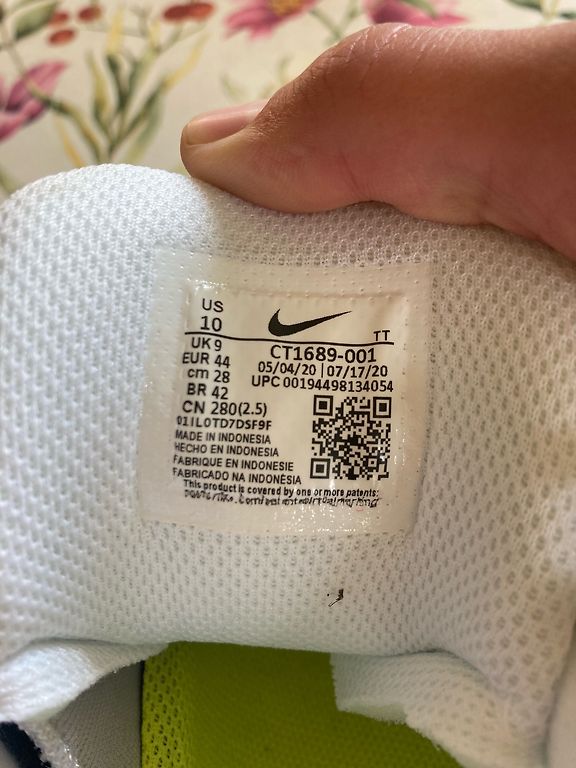 US
10
TT
UK 9
CT1689-001
EUR 44
05/04/20 | 07/17/20
cm 28
UPC 00194498134054
BR 42
CN 280(2.5)
01IL0TD7DSF9F
MADE IN INDONESIA
HECHO EN INDONESIA
FABRIQUE EN INDONESIE
FABRICADO NA INDONESIA
This product is covered by one or more patents: